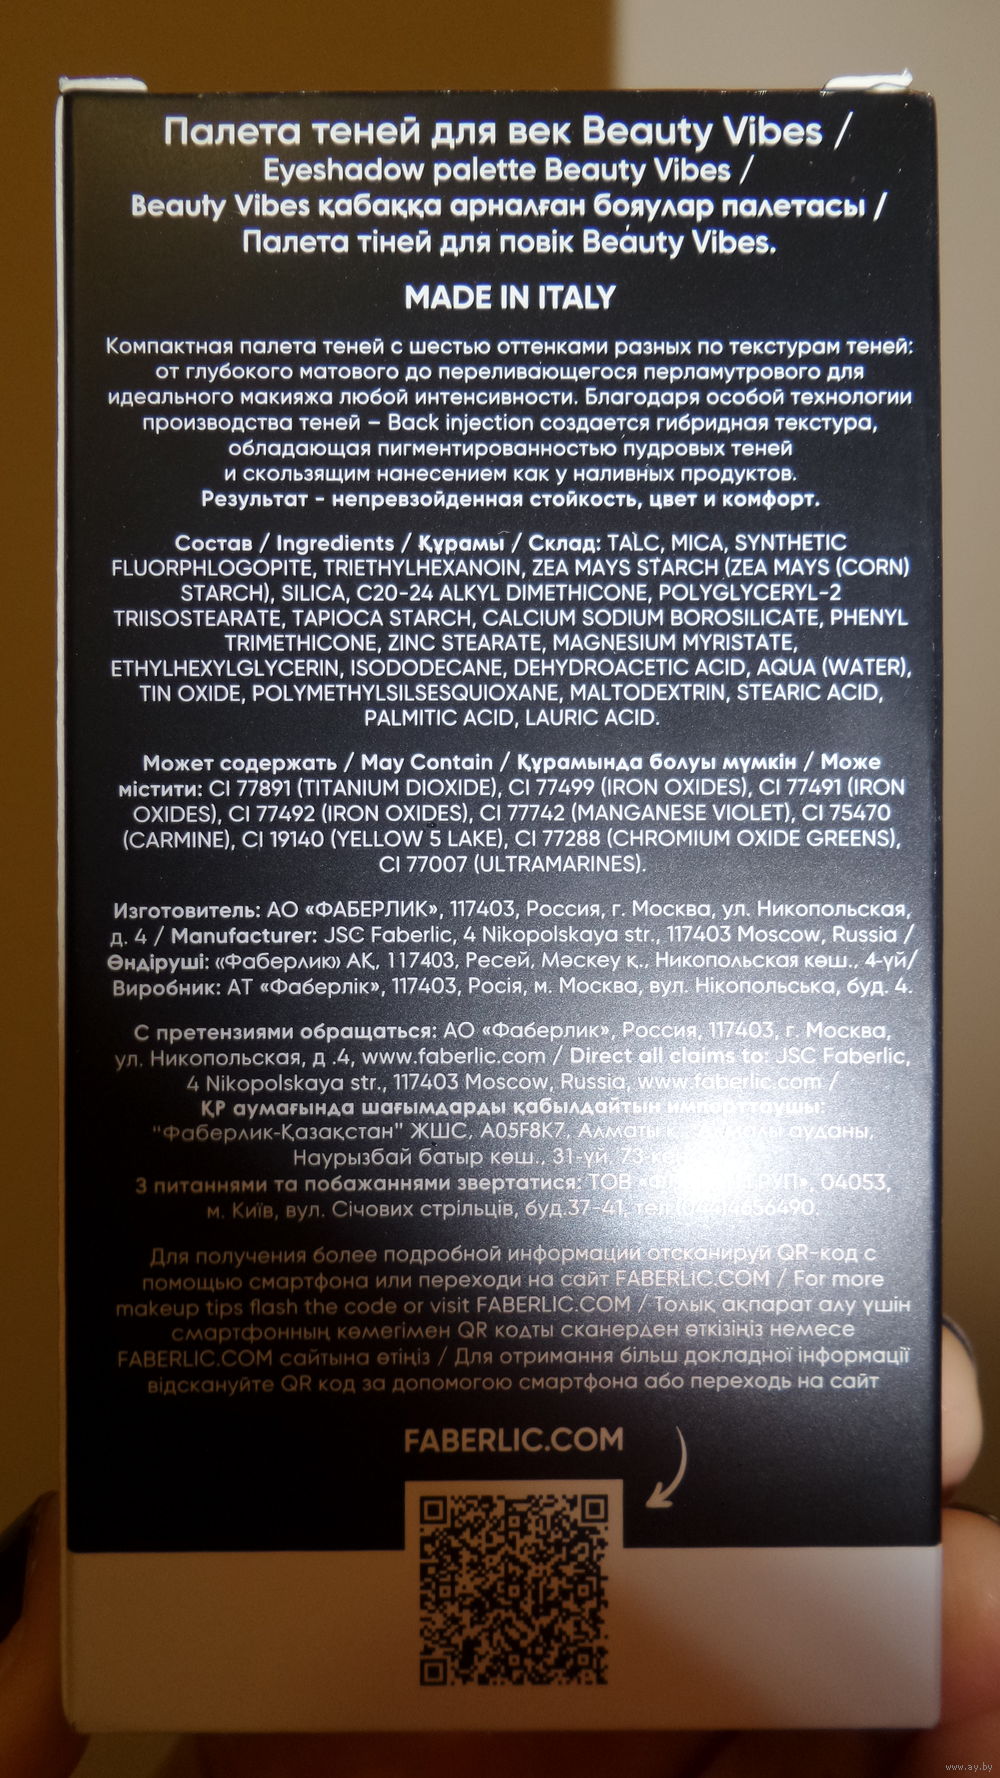 Палета теней для век Beauty Vibes /
Eyeshadow palette Beauty Vibes /
Beauty Vibes қабаққа арналған бояулар палетасы /
Палета тіней для повік Beauty Vibes.
MADE IN ITALY
Компактная палета теней с шестью оттенками разных по текстурам теней:
от глубокого матового до переливающегося перламутрового для
идеального макияжа любой интенсивности. Благодаря особой технологии
производства теней – Back injection создается гибридная текстура,
обладающая пигментированностью пудровых теней
и скользящим нанесением как у наливных продуктов.
Результат - непревзойденная стойкость, цвет и комфорт.
Состав / Ingredients / Құрамы / Склад: TALC, MICA, SYNTHETIC
FLUORPHLOGOPITE, TRIETHYLHEXANOIN, ZEA MAYS STARCH (ZEA MAYS (CORN)
STARCH), SILICA, C20-24 ALKYL DIMETHICONE, POLYGLYCERYL-2
TRIISOSTEARATE, TAPIOCA STARCH, CALCIUM SODIUM BOROSILICATE, PHENYL
TRIMETHICONE, ZINC STEARATE, MAGNESIUM MYRISTATE,
ETHYLHEXYLGLYCERIN, ISODODECANE, DEHYDROACETIC ACID, AQUA (WATER),
TIN OXIDE, POLYMETHYLSILSESQUIOXANE, MALTODEXTRIN, STEARIC ACID,
PALMITIC ACID, LAURIC ACID.
Может содержать / May Contain / Құрамында болуы мүмкін / Може
містити: CI 77891 (TITANIUM DIOXIDE), CI 77499 (IRON OXIDES), CI 77491 (IRON
OXIDES), CI 77492 (IRON OXIDES), CI 77742 (MANGANESE VIOLET), CI 75470
(CARMINE), CI 19140 (YELLOW 5 LAKE), CI 77288 (CHROMIUM OXIDE GREENS),
CI 77007 (ULTRAMARINES).
Изготовитель: АО «ФАБЕРЛИК», 117403, Россия, г. Москва, ул. Никопольская,
д. 4 / Manufacturer: JSC Faberlic, 4 Nikopolskaya str., 117403 Moscow, Russia /
Өндіруші: «Фаберлик» АҚ, 117403, Ресей, Мәскеу қ., Никопольская көш., 4-үй/
Виробник: АТ «Фаберлік», 117403, Росія, м. Москва, вул. Нікопольська, буд. 4.
С претензиями обращаться: АО «Фаберлик», Россия, 117403, г. Москва,
ул. Никопольская, д .4, www.faberlic.com / Direct all claims to: JSC Faberlic,
4 Nikopolskaya str., 117403 Moscow, Russia, www.faberlic.com /
ҚР аумағында шағымдарды қабылдайтын импорттаушы:
“Фаберлик-Қазақстан” ЖШС, A05F8K7, Алматы қ., ауданы,
Наурызбай батыр көш., 31-үй, 73
З питаннями та побажаннями звертатися: ТОВ 04053,
м. Київ, вул. Січових стрільців, буд.37-41,
Для получения более подробной информации отсканируй QR-код с
помощью смартфона или переходи на сайт FABERLIC.COM / For more
makeup tips flash the code or visit FABERLIC.COM / Толық ақпарат алу үшін
смартфонның көмегімен QR кодты сканерден өткізіңіз немесе
FABERLIC.COM сайтына өтіңіз / Для отримання більш докладної інформації
відскануйте QR код за допомогою смартфона або переходь на сайт
FABERLIC.COM
www.ay.by